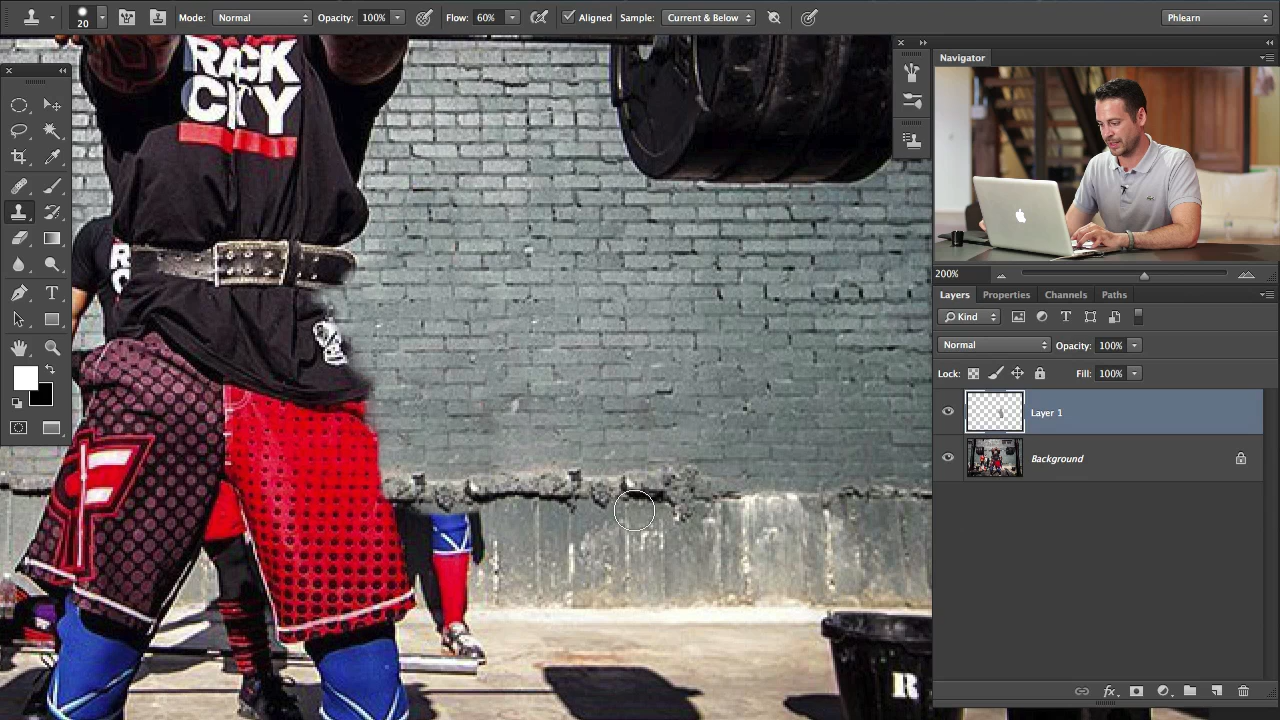 20
Mode: Normal
Opacity: 100%
Flow: 60%
Aligned
Sample: Current & Below
Phlearn
Navigator
200%
Layers Properties Channels Paths
Kind
Normal
Opacity: 100%
Lock:
Fill: 100%
Layer 1
Background
fx
T
RACK
CITY
F
R